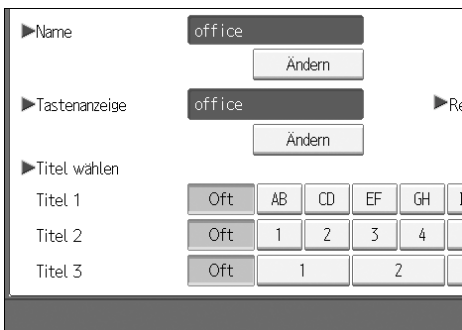 ▶Name office
Ändern
▶Tastenanzeige office ▶Re
Ändern
▶Titel wählen
Titel 1 Oft AB CD EF GH
Titel 2 Oft 1 2 3 4
Titel 3 Oft 1 2